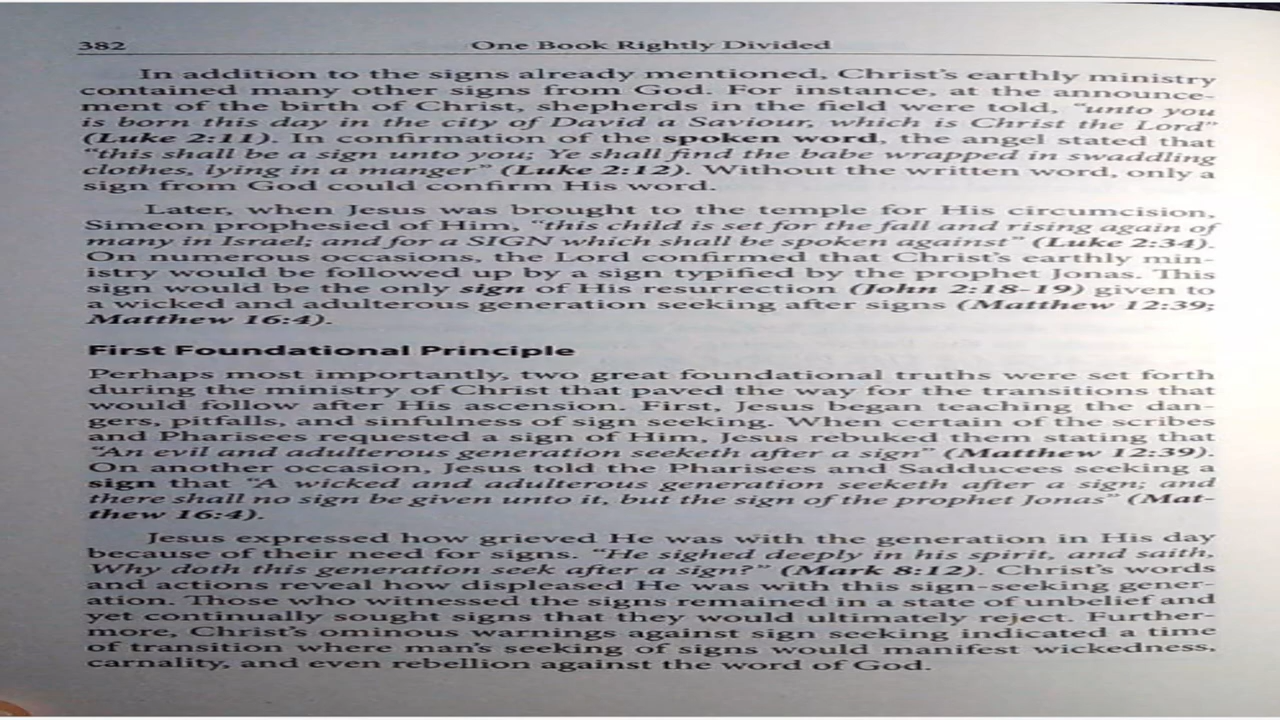 382
One Book Rightly Divided
In addition to the signs already mentioned, Christ's earthly ministry
contained many other signs from God. For instance, at the announce-
ment of the birth of Christ, shepherds in the field were told, "unto you
is born this day in the city of David a Saviour, which is Christ the Lord"
(Luke 2:11). In confirmation of the spoken word, the angel stated that
"this shall be a sign unto you; Ye shall find the babe wrapped in swaddling
clothes, lying in a manger" (Luke 2:12). Without the written word, only a
sign from God could confirm His word.
Later, when Jesus was brought to the temple for His circumcision,
Simeon prophesied of Him, "this child is set for the fall and rising again of
many in Israel; and for a SIGN which shall be spoken against" (Luke 2:34).
On numerous occasions, the Lord confirmed that Christ's earthly min-
istry would be followed up by a sign typified by the prophet Jonas. This
sign would be the only sign of His resurrection (John 2:18-19) given to
a wicked and adulterous generation seeking after signs (Matthew 12:39;
Matthew 16:4).
First Foundational Principle
Perhaps most importantly, two great foundational truths were set forth
during the ministry of Christ that paved the way for the transitions that
would follow after His ascension. First, Jesus began teaching the dan-
gers, pitfalls, and sinfulness of sign seeking. When certain of the scribes
and Pharisees requested a sign of Him, Jesus rebuked them stating that
"An evil and adulterous generation seeketh after a sign" (Matthew 12:39).
On another occasion, Jesus told the Pharisees and Sadducees seeking a
sign that "A wicked and adulterous generation seeketh after a sign; and
there shall no sign be given unto it, but the sign of the prophet Jonas" (Mat-
thew 16:4).
Jesus expressed how grieved He was with the generation in His day
because of their need for signs. "He sighed deeply in his spirit, and saith,
Why doth this generation seek after a sign?" (Mark 8:12). Christ's words
and actions reveal how displeased He was with this sign-seeking gener-
ation. Those who witnessed the signs remained in a state of unbelief and
yet continually sought signs that they would ultimately reject. Further-
more, Christ's ominous warnings against sign seeking indicated a time
of transition where man's seeking of signs would manifest wickedness,
carnality, and even rebellion against the word of God.